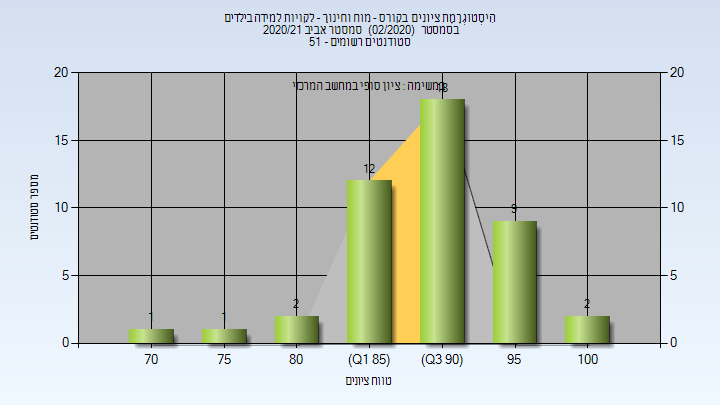 הִיסְטוֹגְרָמַת ציונים בקורס - מוח וחינוך - לקויות למידה בילדים
בסמסטר (02/2020) סמסטר אביב 2020/21
סטודנטים רשומים - 51
משימה : ציון סופי במחשב המרכזי
20
15
10
5
0
20
15
10
5
0
מספר סטודנטים
1
1
2
12
18
9
2
70
75
80
(Q1 85)
(Q3 90)
95
100
טווח ציונים